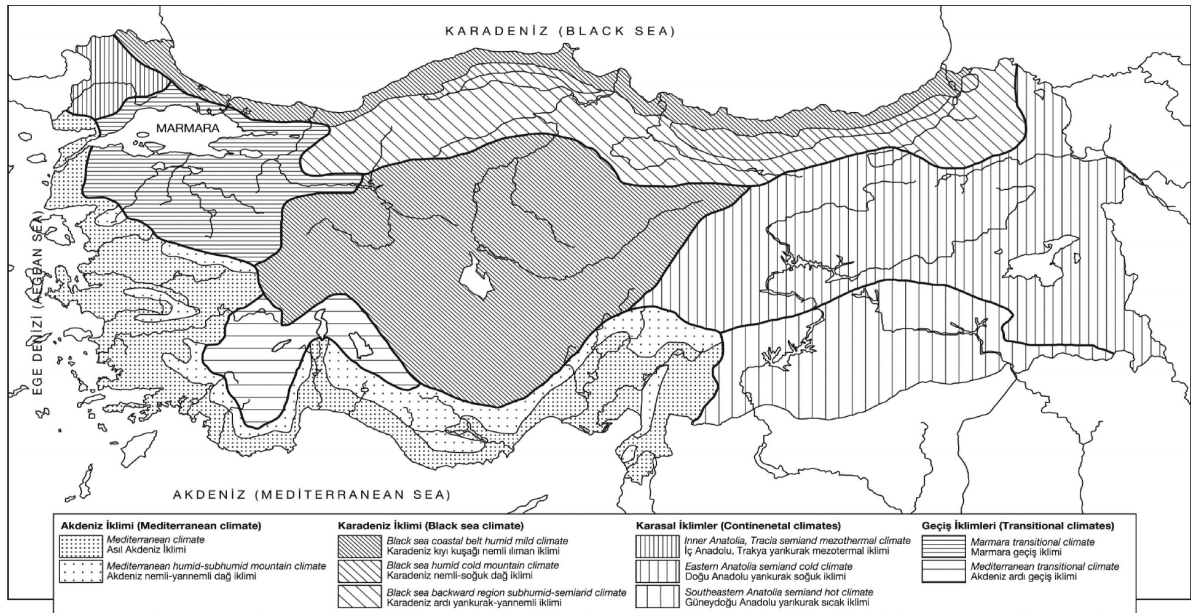 KARADENİZ (BLACK SEA)
MARMARA
EGE DENİZİ (AEGEAN SEA)
AKDENİZ (MEDITERRANEAN SEA)
Akdeniz İklimi (Mediterranean climate)
Mediterranean climate
Asıl Akdeniz İklimi
Mediterranean humid-subhumid mountain climate
Akdeniz nemli-yarınemli dağ iklimi
Karadeniz İklimi (Black sea climate)
Black sea coastal belt humid mild climate
Karadeniz kıyı kuşağı nemli ılıman iklimi
Black sea humid cold mountain climate
Karadeniz nemli-soğuk dağ iklimi
Black sea backward region subhumid-semiarid climate
Karadeniz ardı yarıkurak-yarınemli iklimi
Karasal İklimler (Continenetal climates)
Inner Anatolia, Tracia semiand mezothermal climate
İç Anadolu, Trakya yarıkurak mezotermal iklimi
Eastern Anatolia semiand cold climate
Doğu Anadolu yarıkurak soğuk iklimi
Southeastern Anatolia semiand hot climate
Güneydoğu Anadolu yarıkurak sıcak iklimi
Geçiş İklimleri (Transitional climates)
Marmara transitional climate
Marmara geçiş iklimi
Mediterranean transitional climate
Akdeniz ardı geçiş iklimi